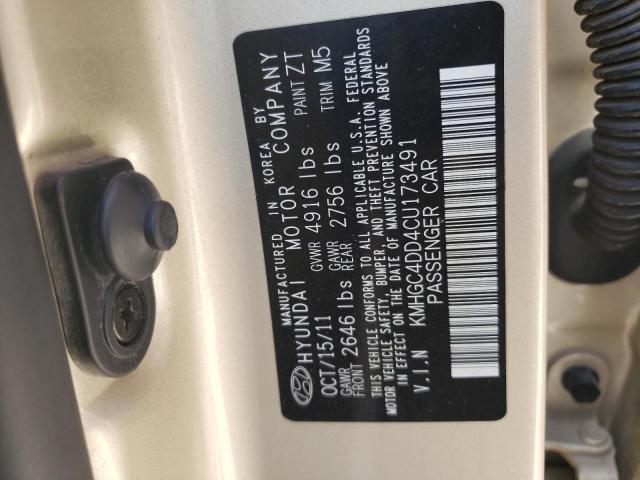 MANUFACTURED IN KOREA BY
HYUNDAI MOTOR COMPANY
OCT/15/11 GVWR 4916 lbs PAINT ZT
GAWR FRONT 2646 lbs GAWR REAR 2756 lbs TRIM M5
THIS VEHICLE CONFORMS TO ALL APPLICABLE U.S.A. FEDERAL
MOTOR VEHICLE SAFETY, BUMPER, AND THEFT PREVENTION STANDARDS
IN EFFECT ON THE DATE OF MANUFACTURE SHOWN ABOVE
V.I.N KMHGC4DD4CU173491
PASSENGER CAR